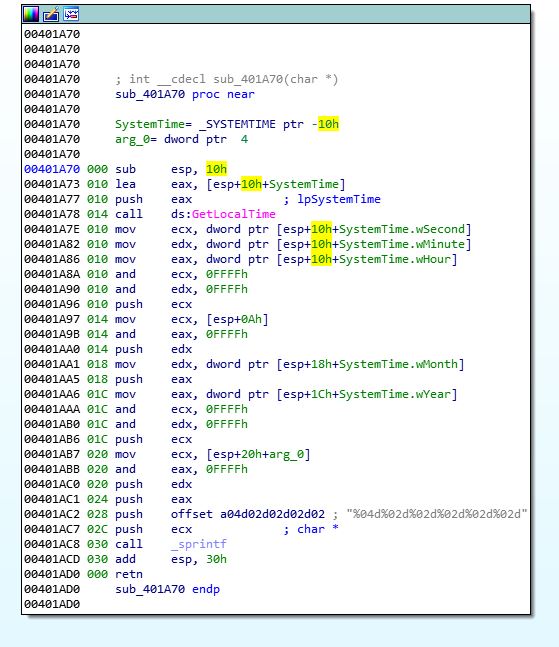 00401A70
00401A70
00401A70
00401A70 ; int __cdecl sub_401A70(char *)
00401A70 sub_401A70 proc near
00401A70
00401A70 SystemTime= _SYSTEMTIME ptr -10h
00401A70 arg_0= dword ptr  4
00401A70
00401A70 000 sub esp, 10h
00401A73 010 lea eax, [esp+10h+SystemTime]
00401A77 010 push eax ; lpSystemTime
00401A78 014 call ds:GetLocalTime
00401A7E 010 mov ecx, dword ptr [esp+10h+SystemTime.wSecond]
00401A82 010 mov edx, dword ptr [esp+10h+SystemTime.wMinute]
00401A86 010 mov eax, dword ptr [esp+10h+SystemTime.wHour]
00401A8A 010 and ecx, 0FFFFh
00401A90 010 and edx, 0FFFFh
00401A96 010 push ecx
00401A97 014 mov ecx, [esp+0Ah]
00401A9B 014 and eax, 0FFFFh
00401AA0 014 push edx
00401AA1 018 mov edx, dword ptr [esp+18h+SystemTime.wMonth]
00401AA5 018 push eax
00401AA6 01C mov eax, dword ptr [esp+1Ch+SystemTime.wYear]
00401AAA 01C and ecx, 0FFFFh
00401AB0 01C and edx, 0FFFFh
00401AB6 01C push ecx
00401AB7 020 mov ecx, [esp+20h+arg_0]
00401ABB 020 and eax, 0FFFFh
00401AC0 020 push edx
00401AC1 024 push eax
00401AC2 028 push offset a04d02d02d02d02 ; "%04d%02d%02d%02d%02d%02d"
00401AC7 02C push ecx ; char *
00401AC8 030 call _sprintf
00401ACD 030 add esp, 30h
00401AD0 000 retn
00401AD0 sub_401A70 endp
00401AD0